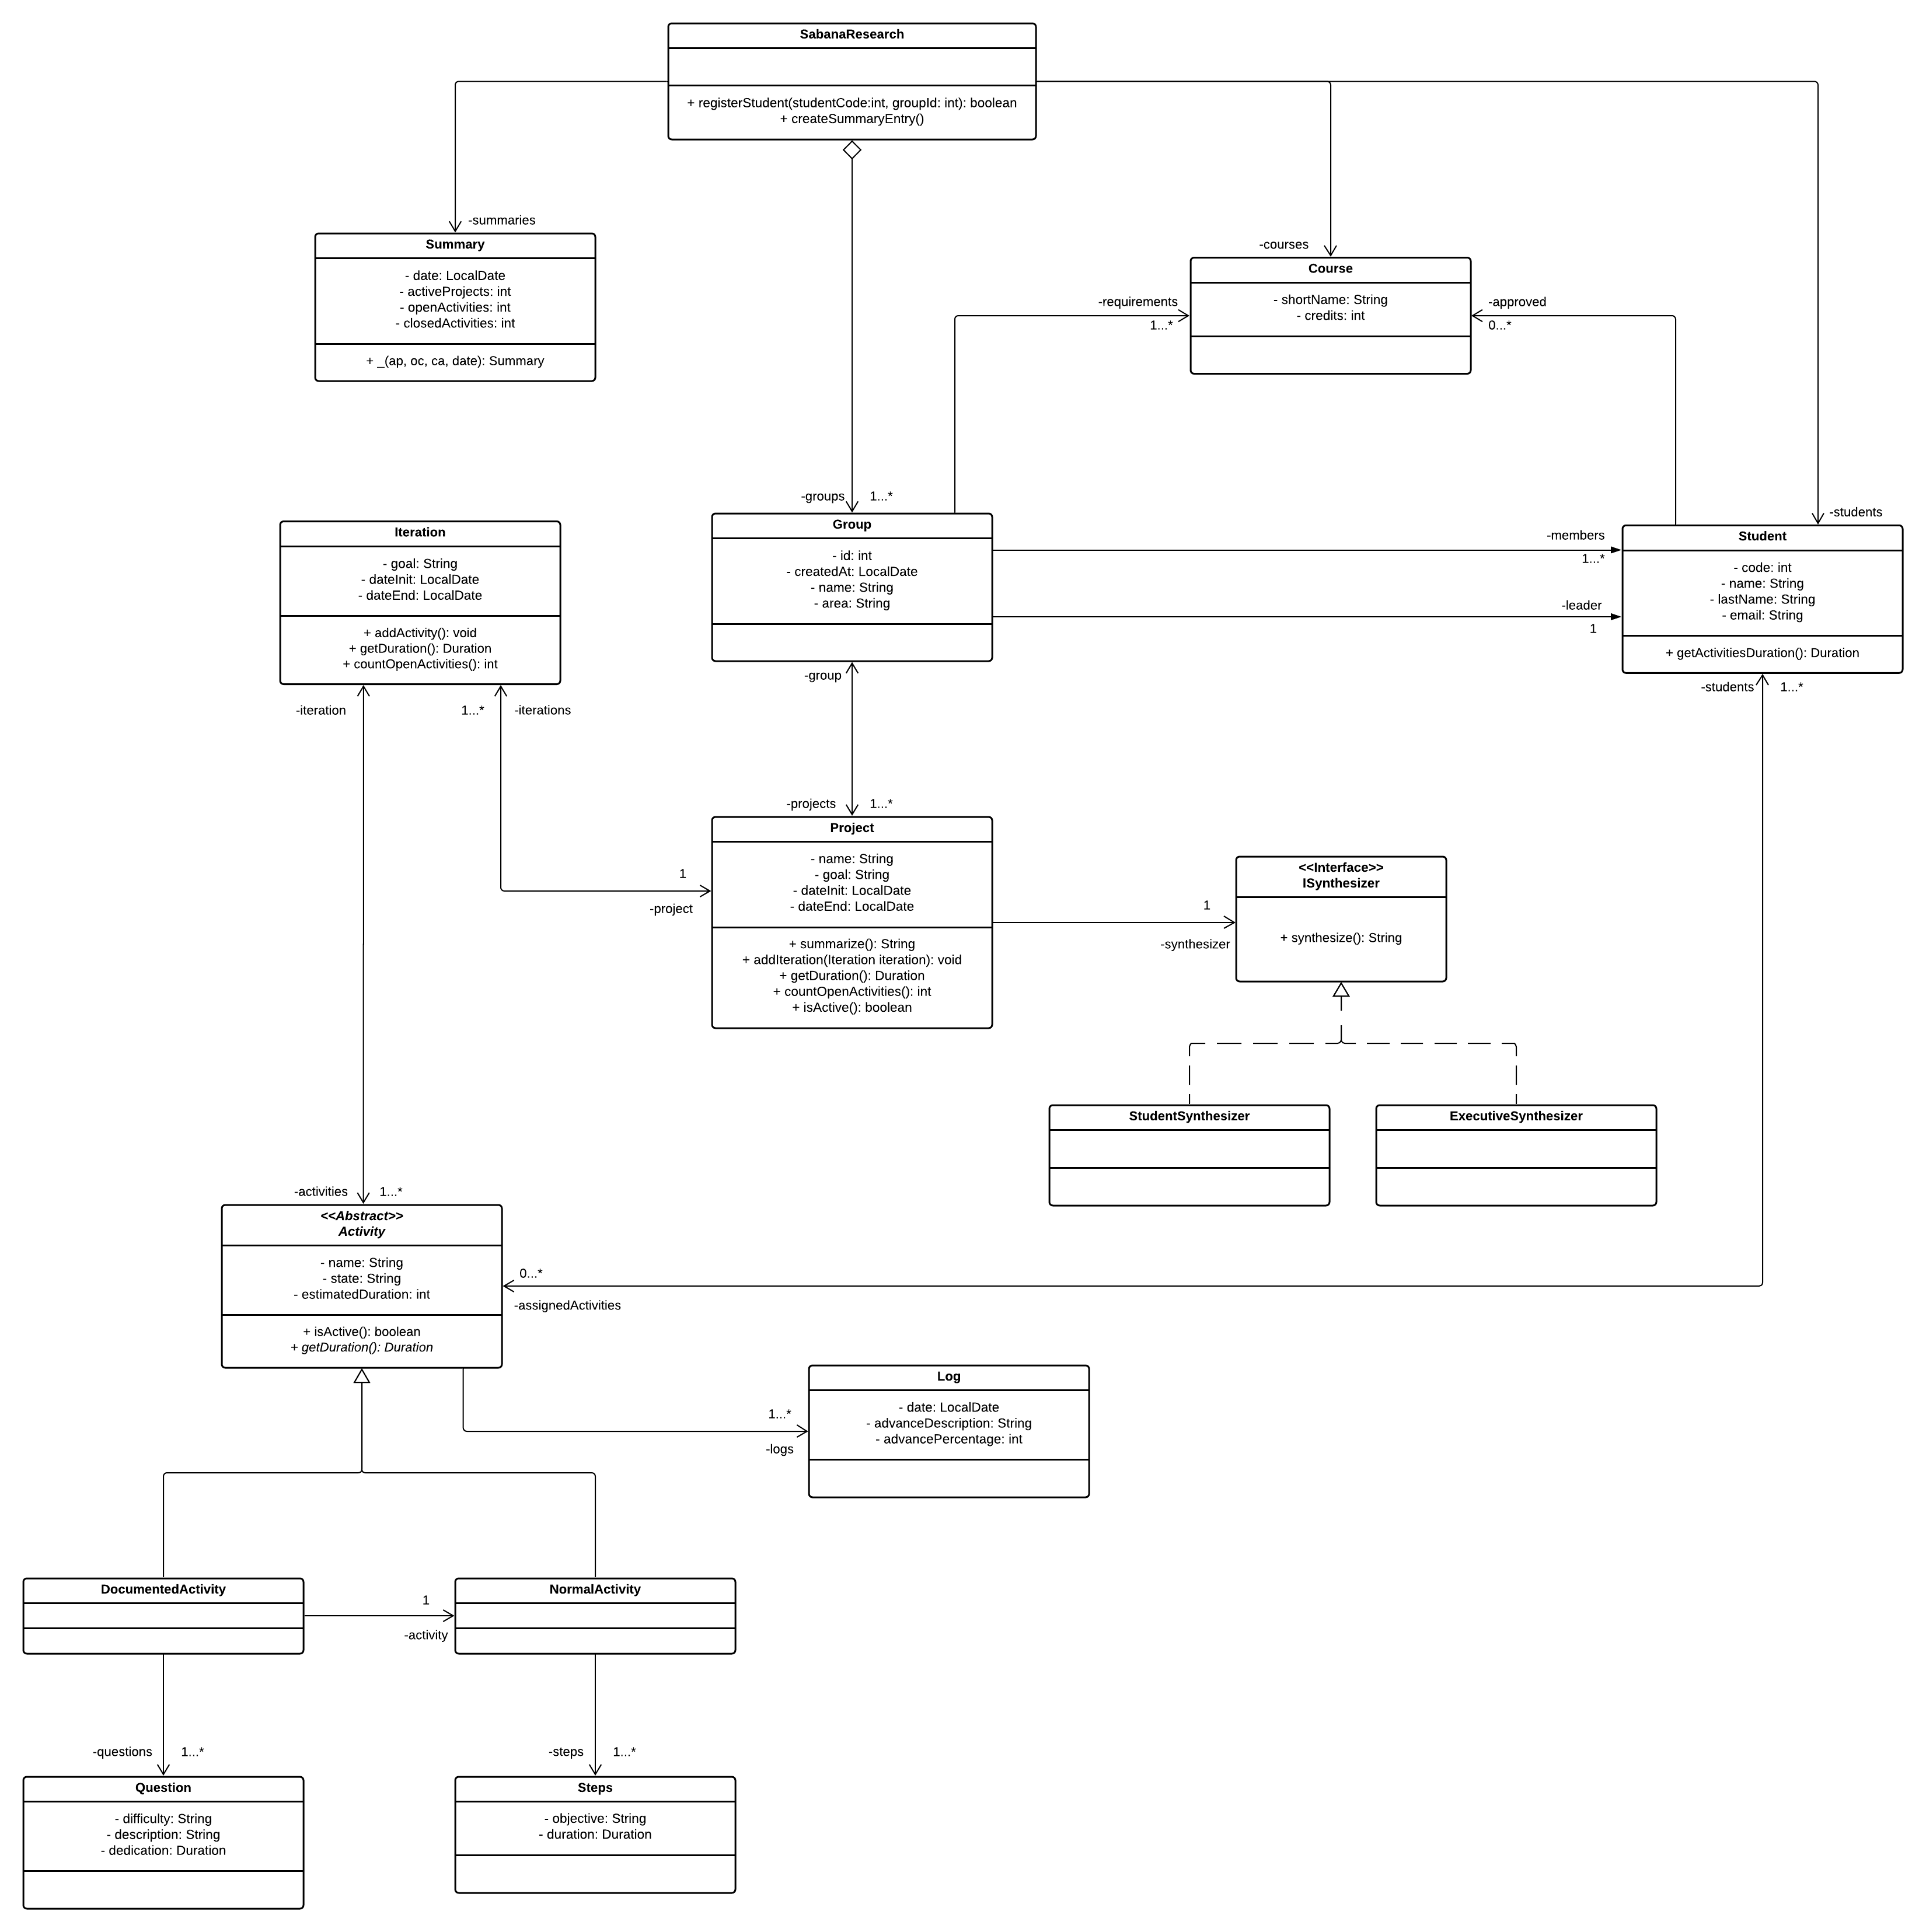 SabanaResearch
+ registerStudent(studentCode:int, groupId: int): boolean
+ createSummaryEntry()
-summaries
Summary
- date: LocalDate
- activeProjects: int
- openActivities: int
- closedActivities: int
+ _(ap, oc, ca, date): Summary
-courses
Course
- shortName: String
- credits: int
-requirements
1...*
-approved
0...*
-groups
1...*
Group
- id: int
- createdAt: LocalDate
- name: String
- area: String
-members
1...*
-leader
1
-students
Student
- code: int
- name: String
- lastName: String
- email: String
+ getActivitiesDuration(): Duration
-students
1...*
Iteration
- goal: String
- dateInit: LocalDate
- dateEnd: LocalDate
+ addActivity(): void
+ getDuration(): Duration
+ countOpenActivities(): int
-iteration
1...*
-iterations
-group
-projects
1...*
1
-project
Project
- name: String
- goal: String
- dateInit: LocalDate
- dateEnd: LocalDate
+ summarize(): String
+ addIteration(Iteration iteration): void
+ getDuration(): Duration
+ countOpenActivities(): int
+ isActive(): boolean
1
-synthesizer
<<Interface>>
ISynthesizer
+ synthesize(): String
StudentSynthesizer
ExecutiveSynthesizer
-activities
1...*
<<Abstract>>
Activity
- name: String
- state: String
- estimatedDuration: int
+ isActive(): boolean
+ getDuration(): Duration
0...*
-assignedActivities
1...*
-logs
Log
- date: LocalDate
- advanceDescription: String
- advancePercentage: int
DocumentedActivity
1
-activity
NormalActivity
-questions
1...*
-steps
1...*
Question
- difficulty: String
- description: String
- dedication: Duration
Steps
- objective: String
- duration: Duration